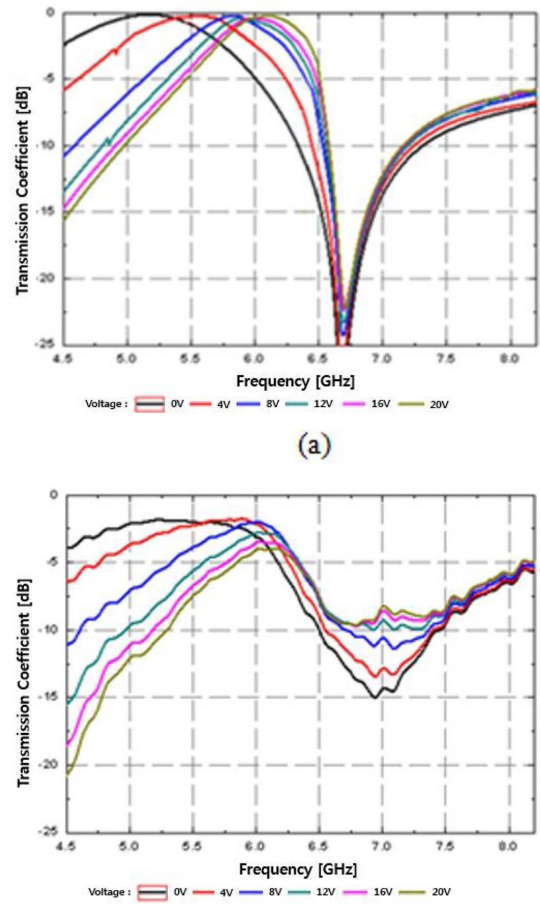 Transmission Coefficient [dB]
0
-5
-10
-15
-20
-25
4.5 5.0 5.5 6.0 6.5 7.0 7.5 8.0
Frequency [GHz]
Voltage : 0V 4V 8V 12V 16V 20V
(a)
Transmission Coefficient [dB]
0
-5
-10
-15
-20
-25
4.5 5.0 5.5 6.0 6.5 7.0 7.5 8.0
Frequency [GHz]
Voltage : 0V 4V 8V 12V 16V 20V